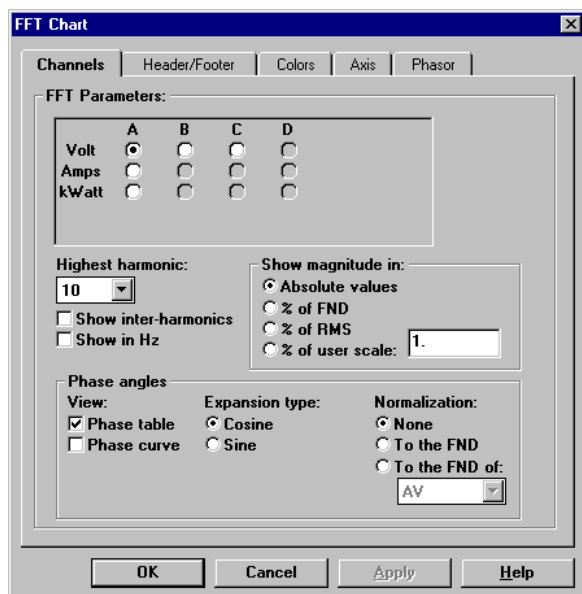 FFT Chart
Channels Header/Footer Colors Axis Phasor
FFT Parameters:
A B C D
Volt
Amps
kWatt
Highest harmonic:
10
Show inter-harmonics
Show in Hz
Show magnitude in:
Absolute values
% of FND
% of RMS
% of user scale: 1.
Phase angles
View:
Phase table
Phase curve
Expansion type:
Cosine
Sine
Normalization:
None
To the FND
To the FND of:
AV
OK Cancel Apply Help